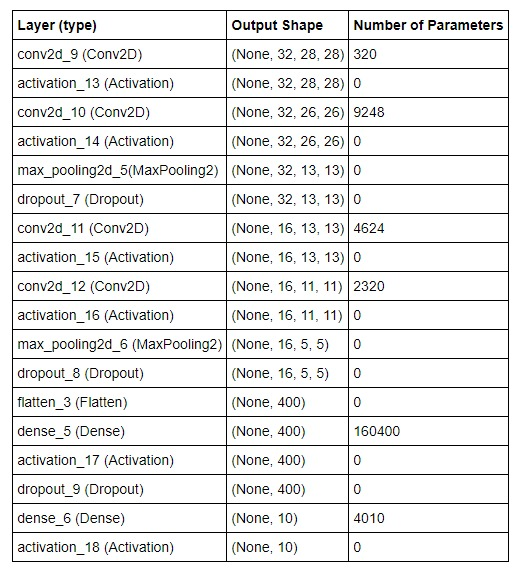 Layer (type) Output Shape Number of Parameters
conv2d_9 (Conv2D) (None, 32, 28, 28) 320
activation_13 (Activation) (None, 32, 28, 28) 0
conv2d_10 (Conv2D) (None, 32, 26, 26) 9248
activation_14 (Activation) (None, 32, 26, 26) 0
max_pooling2d_5(MaxPooling2) (None, 32, 13, 13) 0
dropout_7 (Dropout) (None, 32, 13, 13) 0
conv2d_11 (Conv2D) (None, 16, 13, 13) 4624
activation_15 (Activation) (None, 16, 13, 13) 0
conv2d_12 (Conv2D) (None, 16, 11, 11) 2320
activation_16 (Activation) (None, 16, 11, 11) 0
max_pooling2d_6 (MaxPooling2) (None, 16, 5, 5) 0
dropout_8 (Dropout) (None, 16, 5, 5) 0
flatten_3 (Flatten) (None, 400) 0
dense_5 (Dense) (None, 400) 160400
activation_17 (Activation) (None, 400) 0
dropout_9 (Dropout) (None, 400) 0
dense_6 (Dense) (None, 10) 4010
activation_18 (Activation) (None, 10) 0